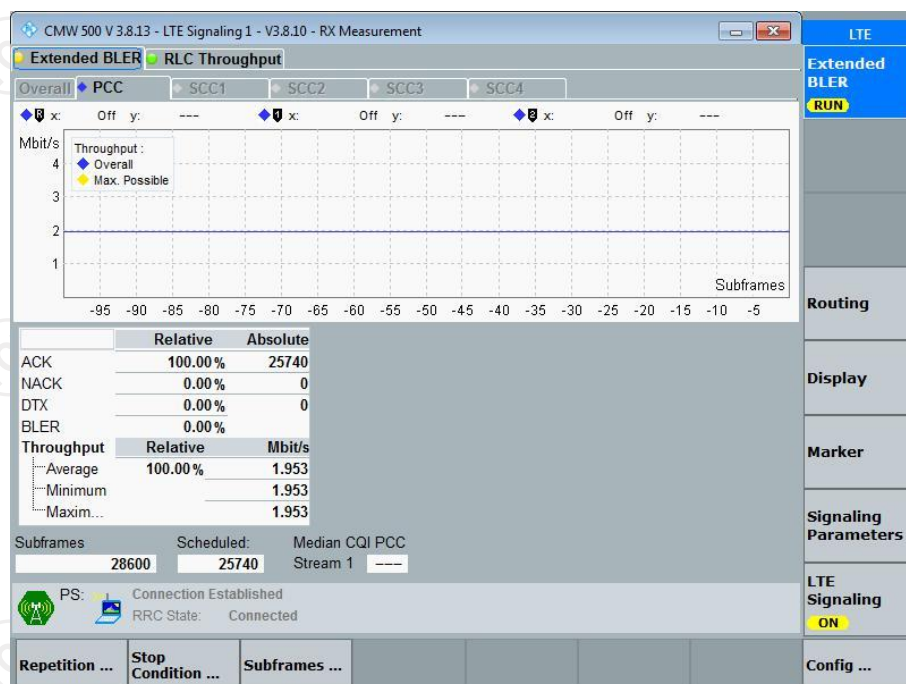 CMW 500 V 3.8.13 - LTE Signaling 1 - V3.8.10 - RX Measurement
Extended BLER RLC Throughput
Overall PCC SCC1 SCC2 SCC3 SCC4
R x: Off y: --- 1 x: Off y: --- 2 x: Off y: ---
Mbit/s
Throughput :
Overall
Max. Possible
4
3
2
1
Subframes
-95 -90 -85 -80 -75 -70 -65 -60 -55 -50 -45 -40 -35 -30 -25 -20 -15 -10 -5
Relative Absolute
ACK 100.00 % 25740
NACK 0.00 % 0
DTX 0.00 % 0
BLER 0.00 %
Throughput Relative Mbit/s
Average 100.00 % 1.953
Minimum 1.953
Maxim... 1.953
Subframes Scheduled: Median CQI PCC
28600 25740 Stream 1 ---
PS: Connection Established
RRC State: Connected
Repetition ...
Stop
Condition ...
Subframes ...
LTE
Extended
BLER
RUN
Routing
Display
Marker
Signaling
Parameters
LTE
Signaling
ON
Config ...